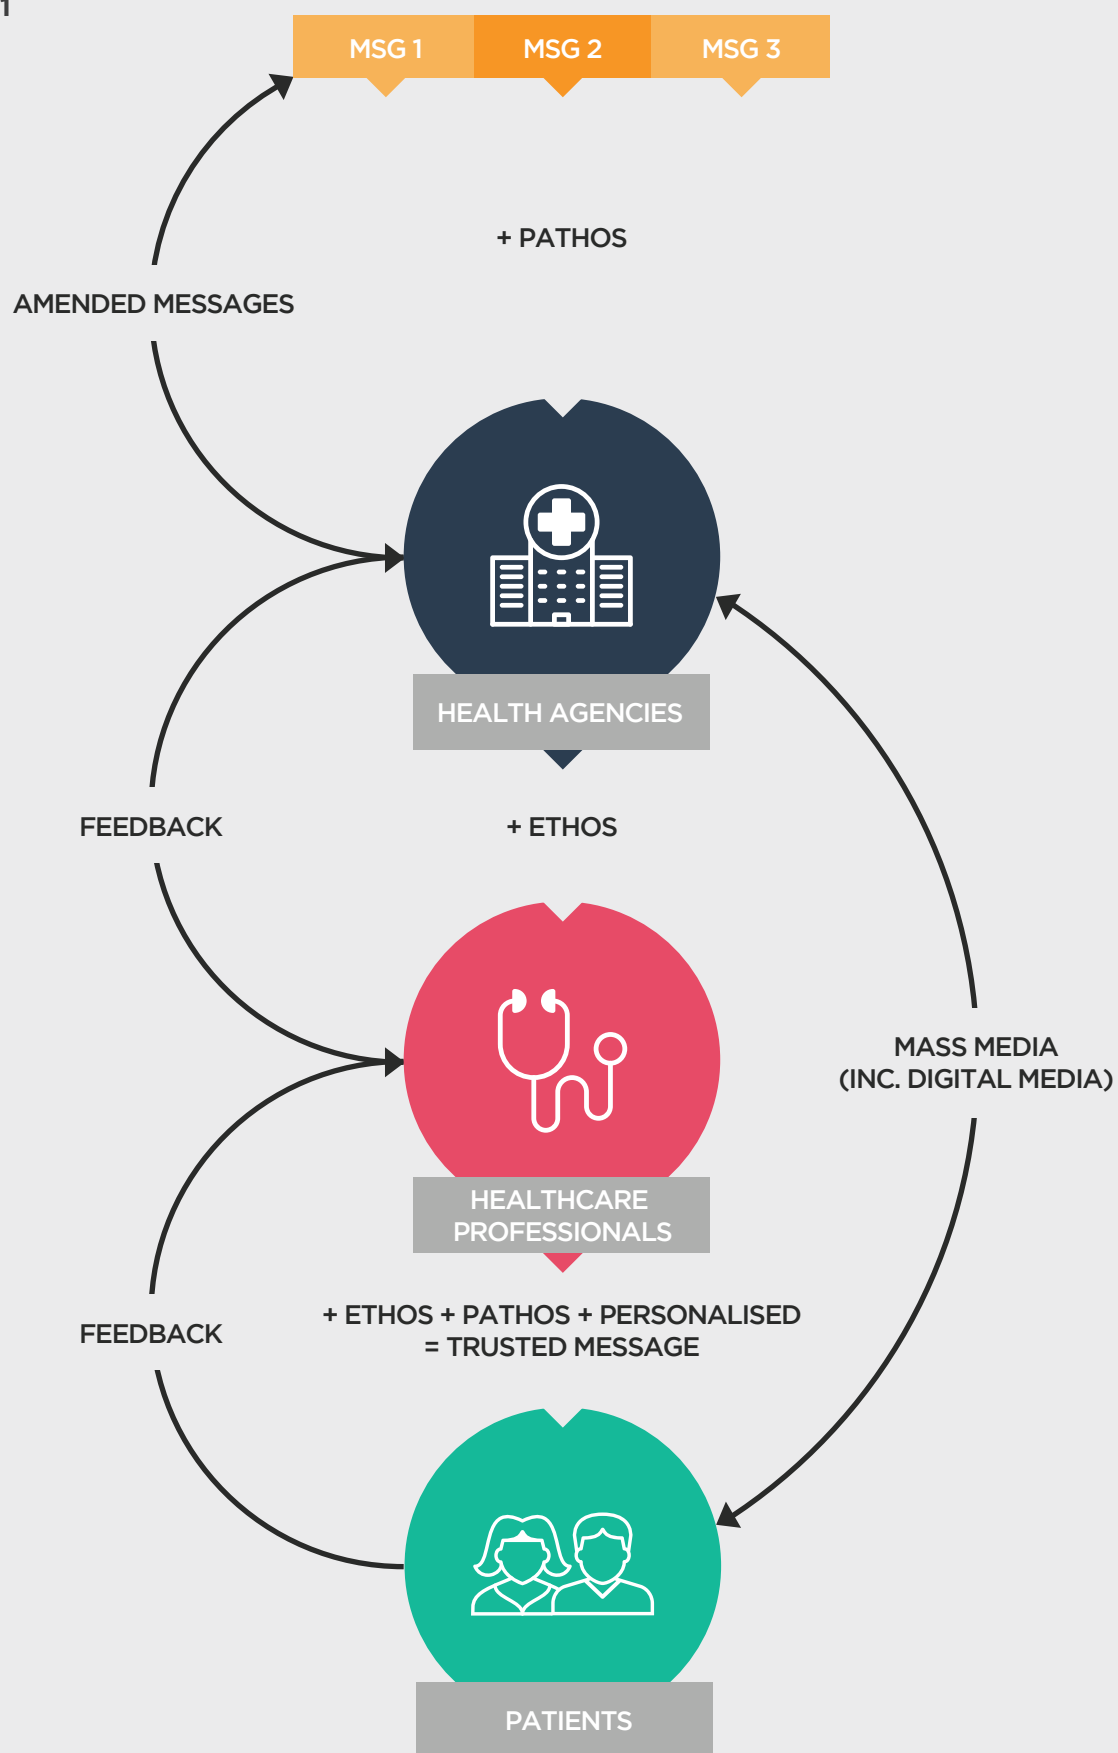 1
MSG 1
MSG 2
MSG 3
+ PATHOS
AMENDED MESSAGES
HEALTH AGENCIES
FEEDBACK
+ ETHOS
MASS MEDIA
(INC. DIGITAL MEDIA)
HEALTHCARE
PROFESSIONALS
+ ETHOS + PATHOS + PERSONALISED
= TRUSTED MESSAGE
FEEDBACK
PATIENTS